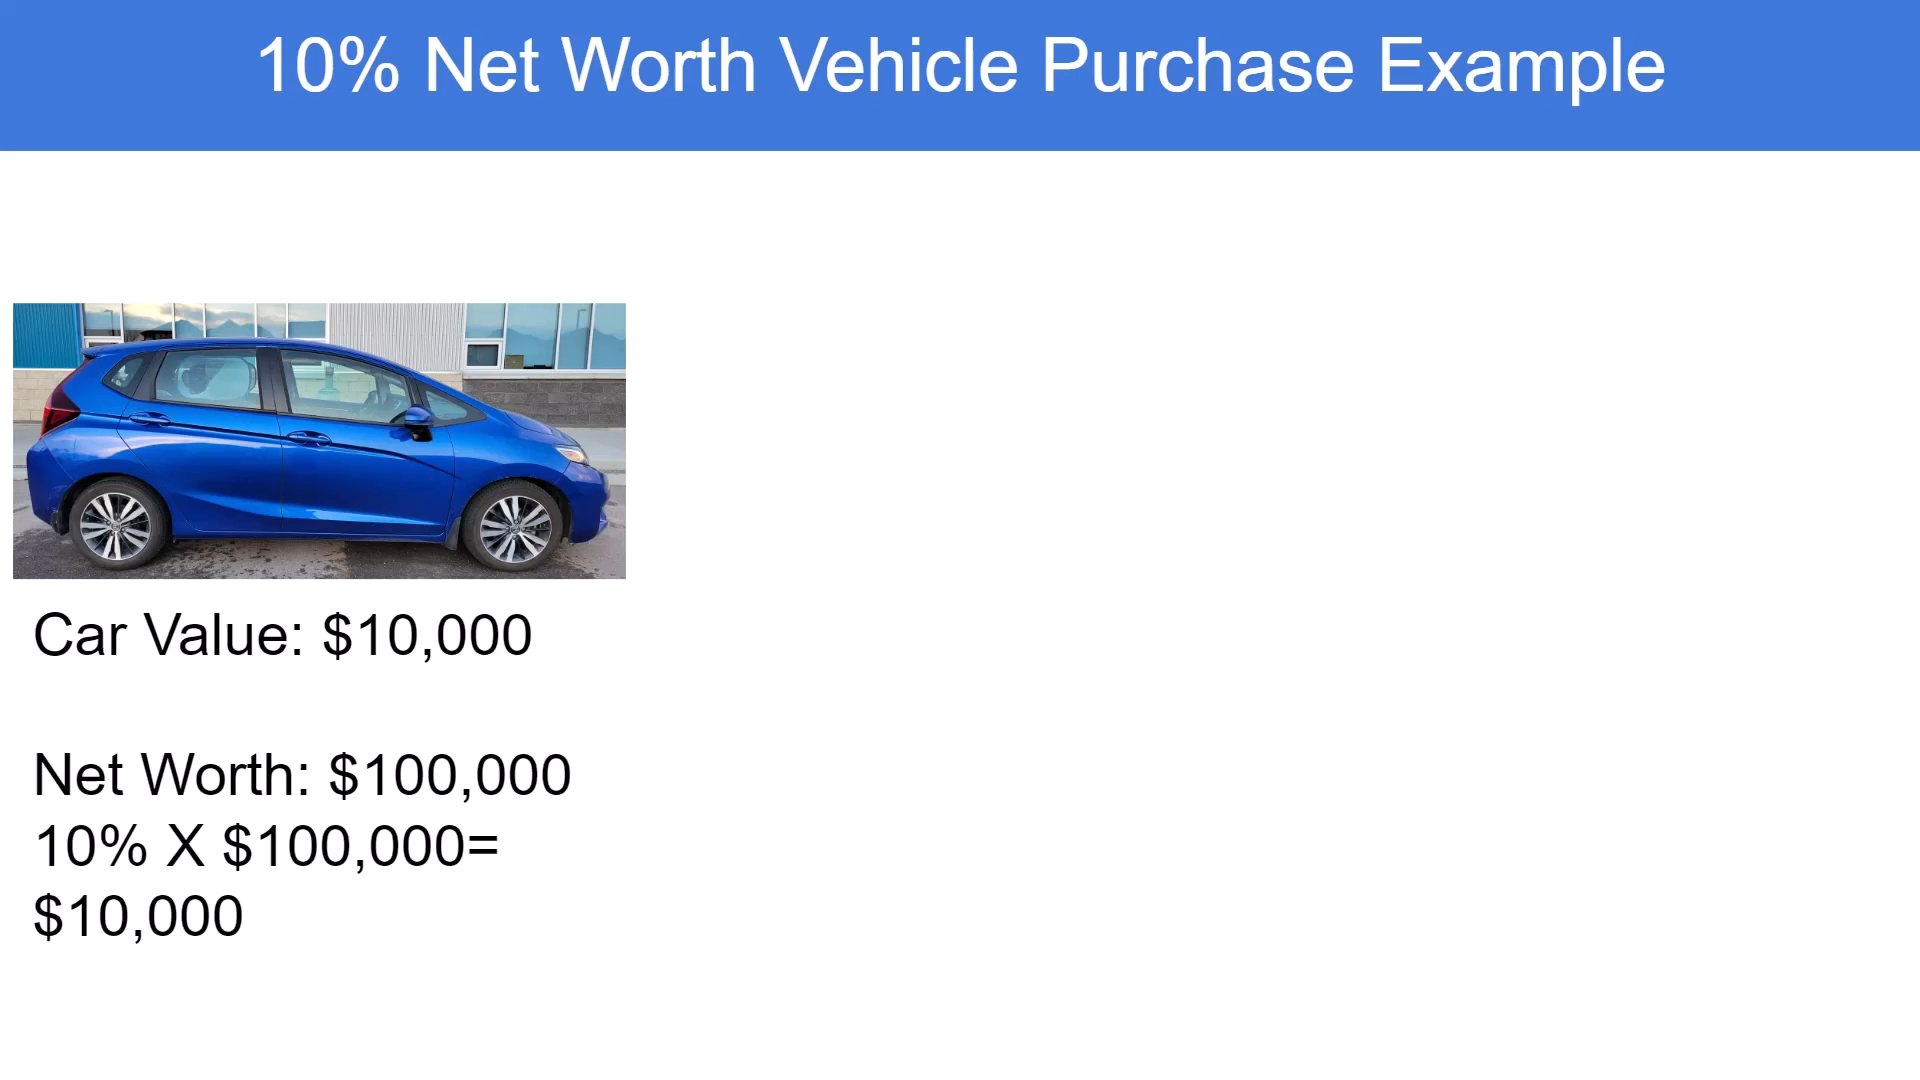 10% Net Worth Vehicle Purchase Example
Car Value: $10,000
Net Worth: $100,000
10% X $100,000=
$10,000